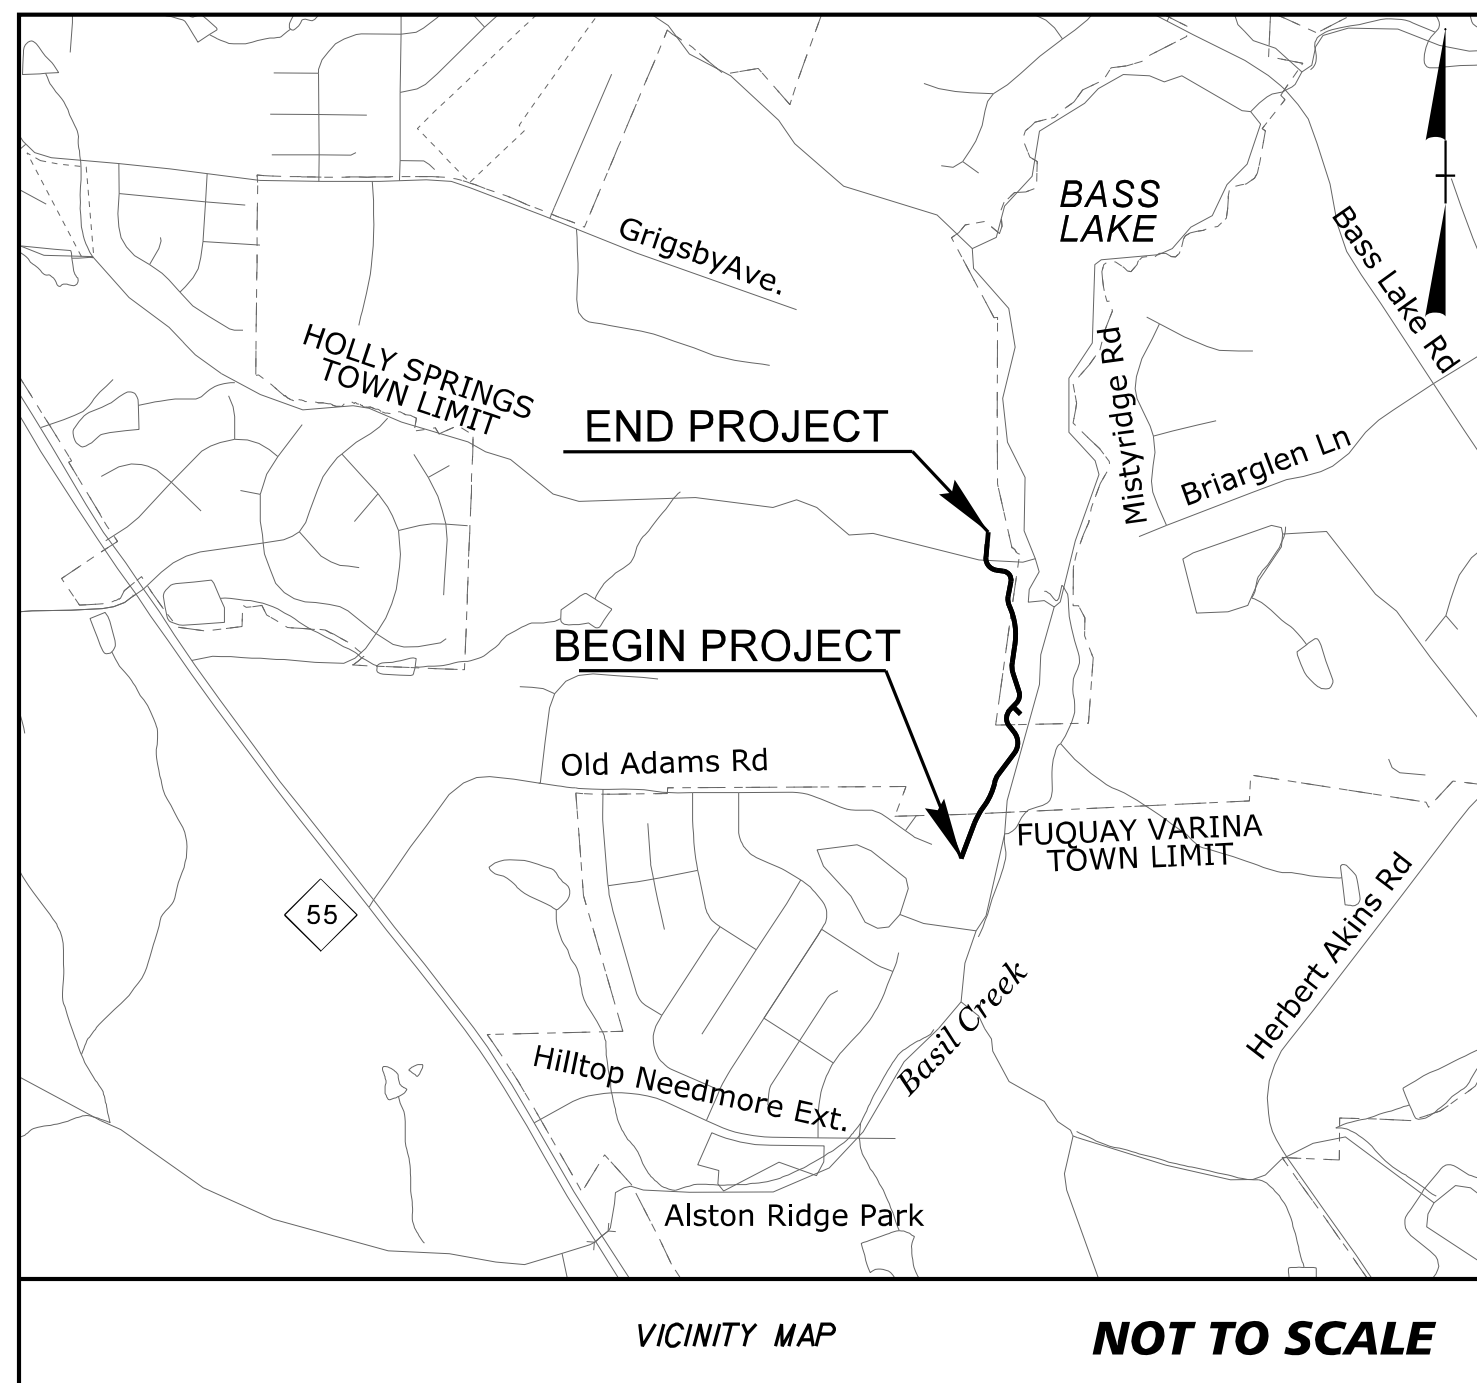 BASS
LAKE
GrigsbyAve.
Bass Lake Rd
HOLLY SPRINGS
TOWN LIMIT
Mistyridge Rd
END PROJECT
Briarglen Ln
BEGIN PROJECT
Old Adams Rd
FUQUAY VARINA
TOWN LIMIT
55
Herbert Akins Rd
Basil Creek
Hilltop Needmore Ext.
Alston Ridge Park
VICINITY MAP
NOT TO SCALE